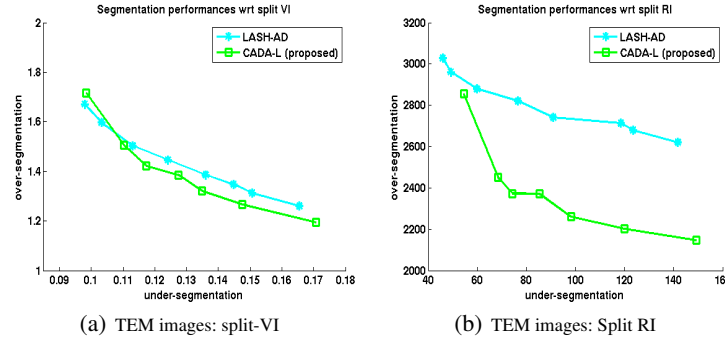 Segmentation performances wrt split VI
2
1.8
1.6
1.4
1.2
1
over-segmentation
LASH-AD
CADA-L (proposed)
0.09 0.1 0.11 0.12 0.13 0.14 0.15 0.16 0.17 0.18
under-segmentation
(a) TEM images: split-VI
Segmentation performances wrt split RI
3200
3000
2800
2600
2400
2200
2000
over-segmentation
LASH-AD
CADA-L (proposed)
40 60 80 100 120 140 16
under-segmentation
(b) TEM images: Split RI